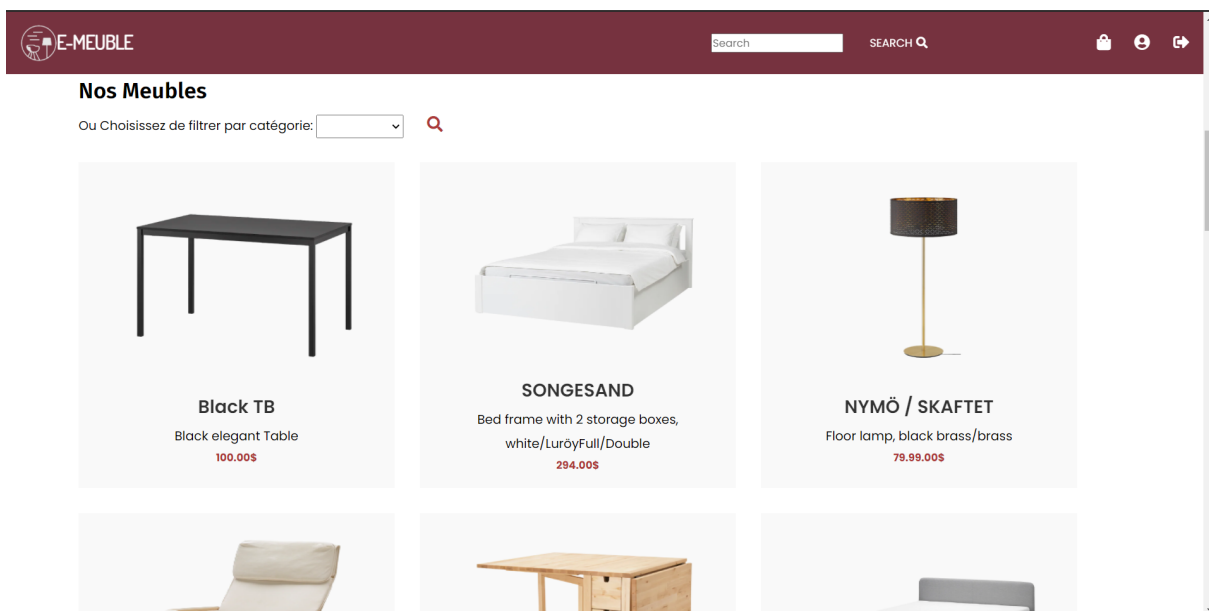 E-MEUBLE
Search
SEARCH
Nos Meubles
Ou Choisissez de filtrer par catégorie:
Black TB
Black elegant Table
100.00$
SONGESAND
Bed frame with 2 storage boxes,
white/LuröyFull/Double
294.00$
NYMÖ / SKAFTET
Floor lamp, black brass/brass
79.99.00$